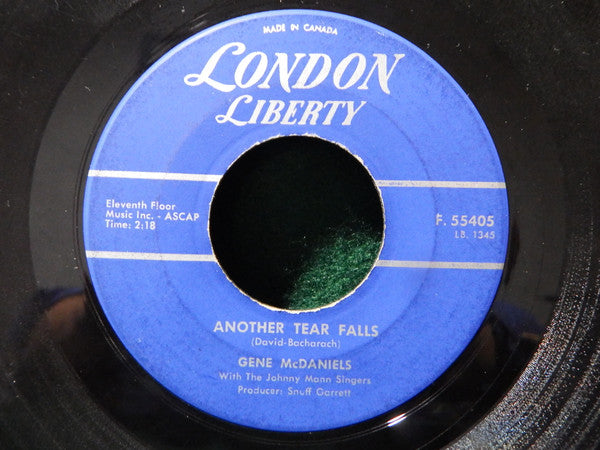 MADE IN CANADA
LONDON
LIBERTY
Eleventh Floor
Music Inc. - ASCAP
Time: 2:18
F. 55405
LB. 1345
ANOTHER TEAR FALLS
(David-Bacharach)
GENE McDANIELS
With The Johnny Mann Singers
Producer: Snuff Garrett